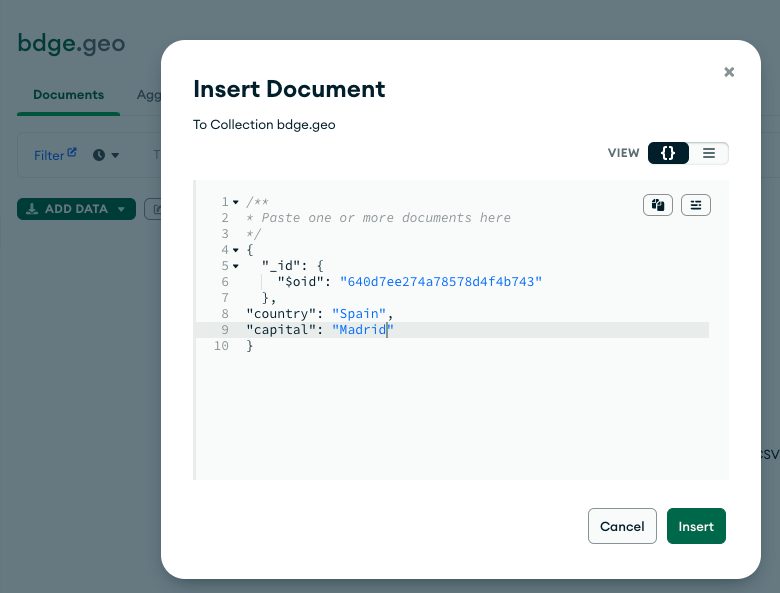 bdge.geo
Documents
Agg
Filter
T
ADD DATA
Insert Document
To Collection bdge.geo
VIEW {}
1 /**
2 * Paste one or more documents here
3 */
4 {
5 "_id": {
6 "$oid": "640d7ee274a78578d4f4b743"
7 },
8 "country": "Spain",
9 "capital": "Madrid"
10 }
CSV
Cancel
Insert